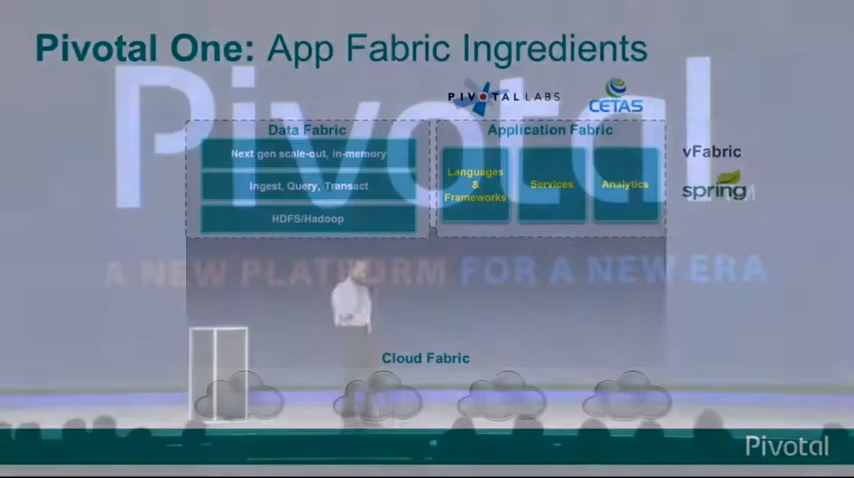 Pivotal One: App Fabric Ingredients
Pivotal
PIVOTAL LABS
CETAS
Data Fabric
Application Fabric
Next gen scale-out, in-memory
Ingest, Query, Transact
HDFS/Hadoop
Languages
&
Frameworks
Services
Analytics
vFabric
spring
A NEW PLATFORM FOR A NEW ERA
Cloud Fabric
Pivotal